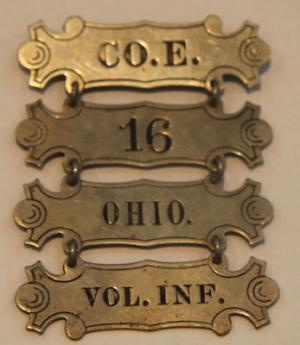 CO. E.
16
OHIO.
VOL. INF.